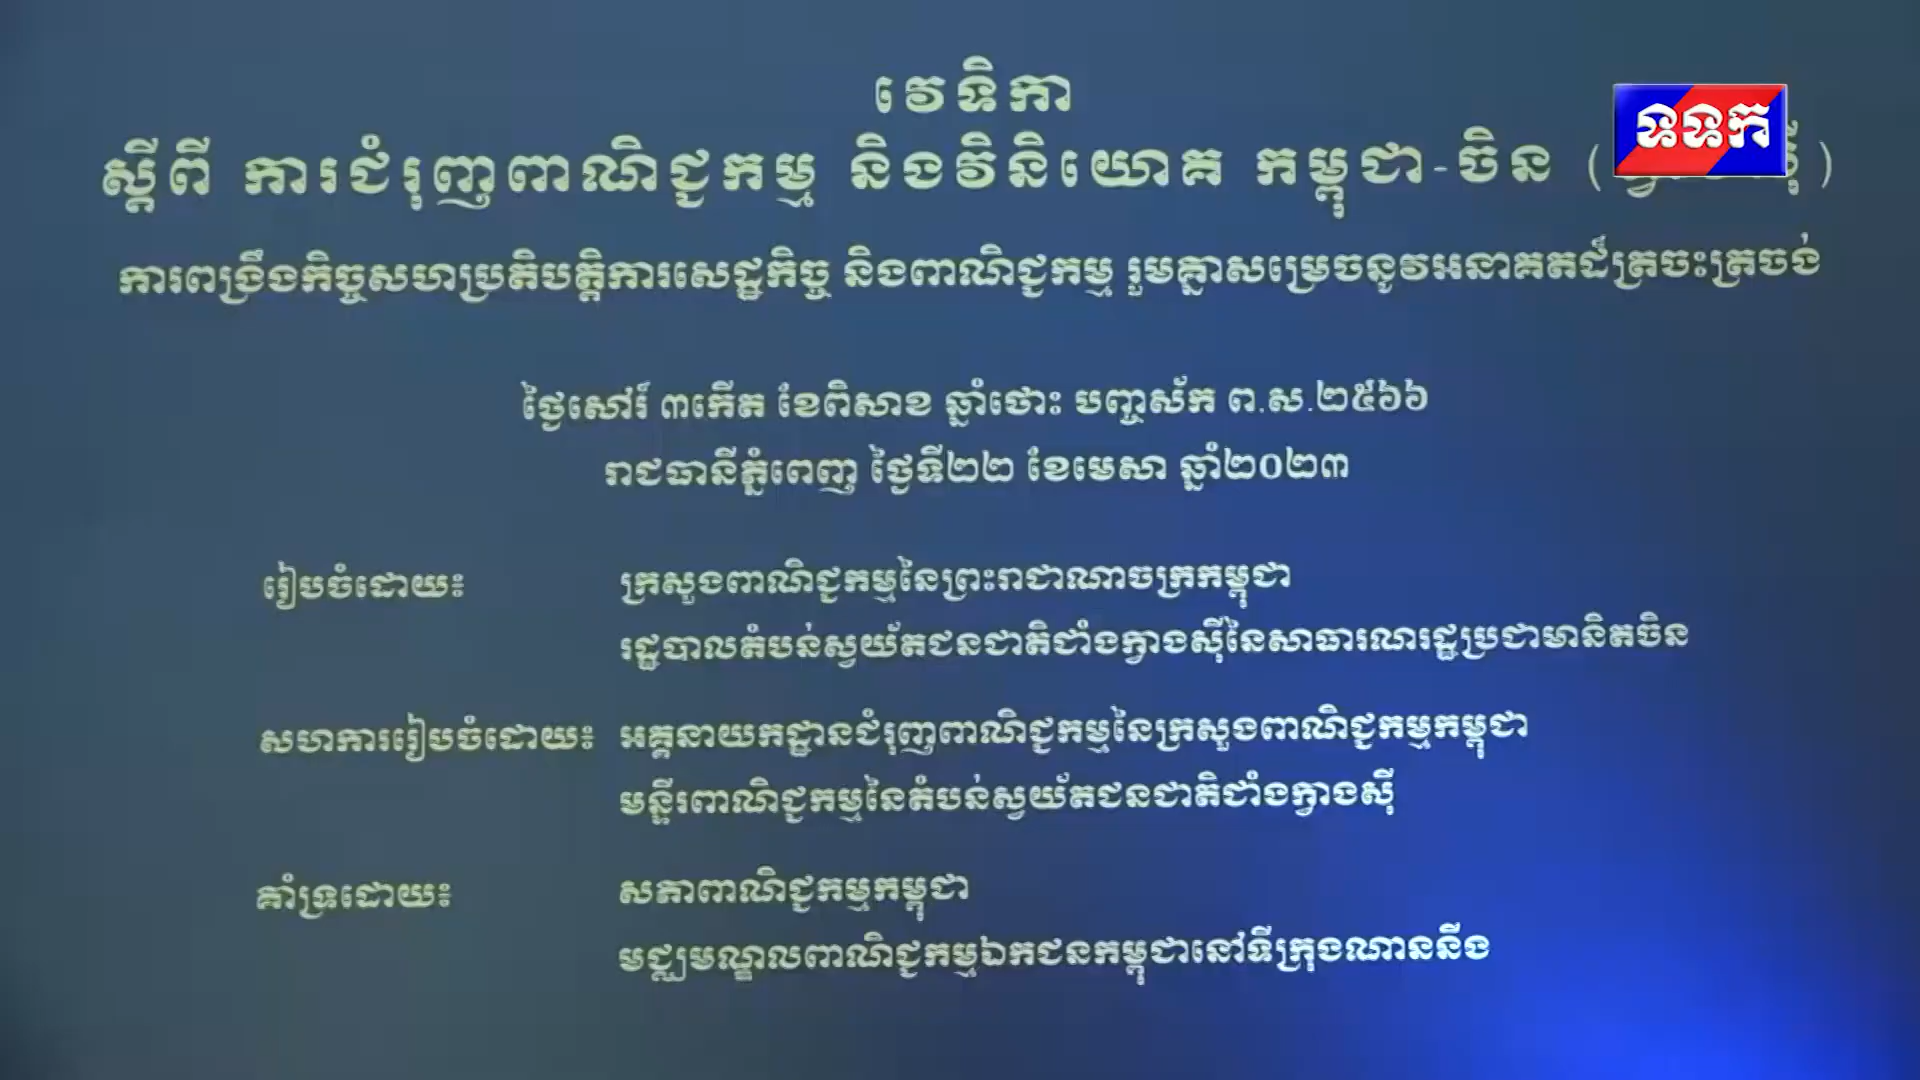 វេទិកា
ទទក
ស្តីពី ការជំរុញពាណិជ្ជកម្ម និងវិនិយោគ កម្ពុជា-ចិន ( )
ការពង្រឹងកិច្ចសហប្រតិបត្តិការសេដ្ឋកិច្ច និងពាណិជ្ជកម្ម រួមគ្នាសម្រេចនូវអនាគតដ៏ត្រចះត្រចង់
ថ្ងៃសៅរ៍ ៣កើត ខែពិសាខ ឆ្នាំថោះ បញ្ចស័ក ព.ស.២៥៦៦
រាជធានីភ្នំពេញ ថ្ងៃទី២២ ខែមេសា ឆ្នាំ២០២៣
រៀបចំដោយ៖ ក្រសួងពាណិជ្ជកម្មនៃព្រះរាជាណាចក្រកម្ពុជា
រដ្ឋបាលតំបន់ស្វយ័តជនជាតិជាំងក្វាងស៊ីនៃសាធារណរដ្ឋប្រជាមានិតចិន
សហការរៀបចំដោយ៖ អគ្គនាយកដ្ឋានជំរុញពាណិជ្ជកម្មនៃក្រសួងពាណិជ្ជកម្មកម្ពុជា
មន្ទីរពាណិជ្ជកម្មនៃតំបន់ស្វយ័តជនជាតិជាំងក្វាងស៊ី
គាំទ្រដោយ៖ សភាពាណិជ្ជកម្មកម្ពុជា
មជ្ឈមណ្ឌលពាណិជ្ជកម្មឯកជនកម្ពុជានៅទីក្រុងណាននីង